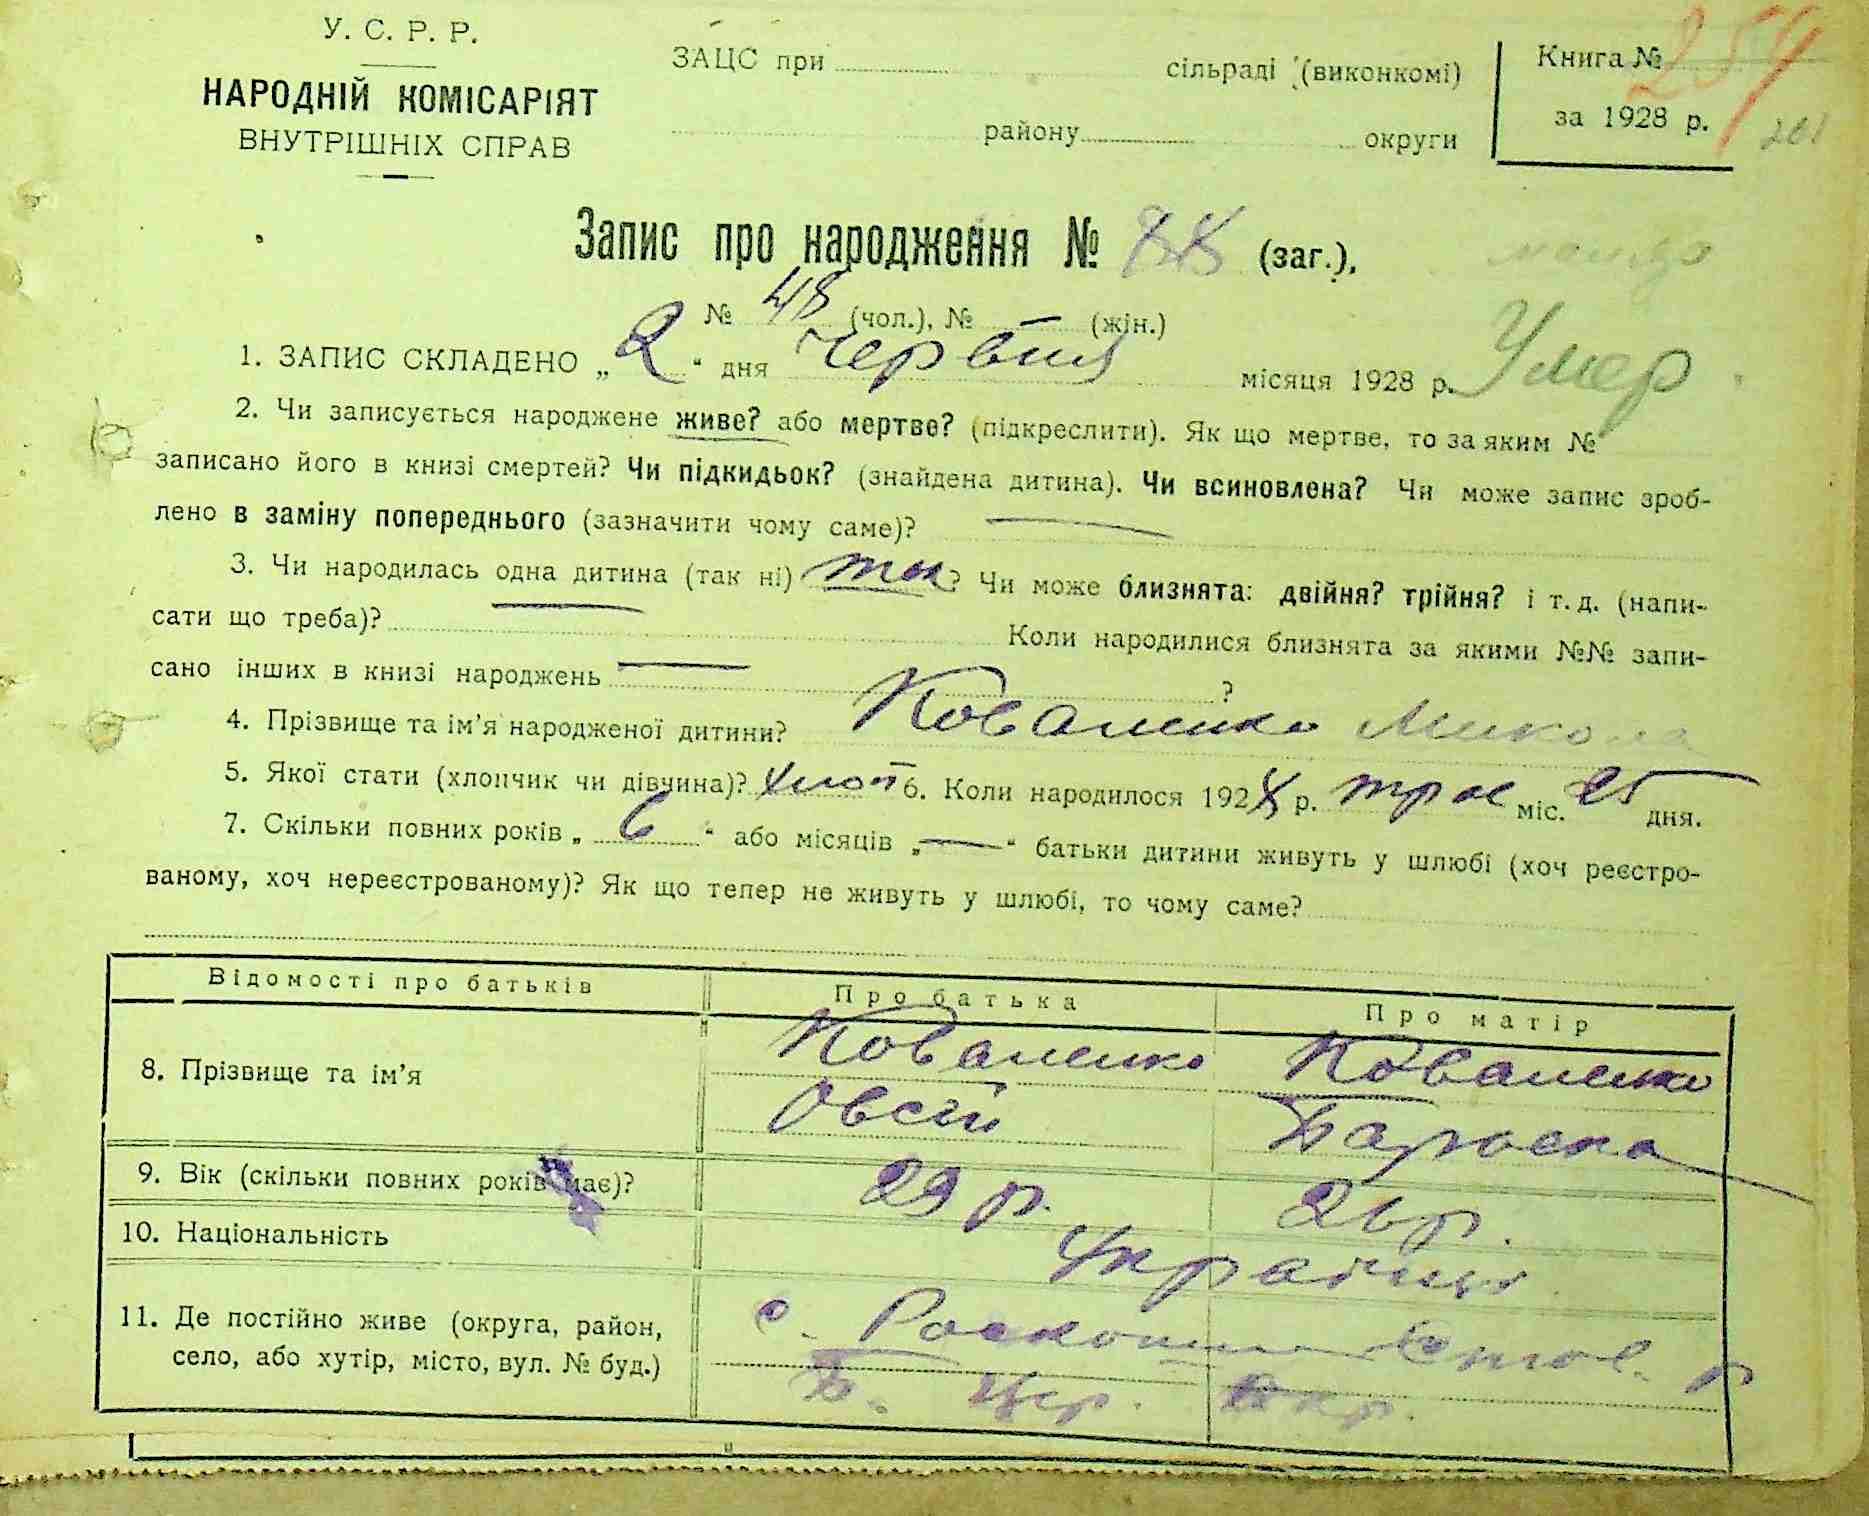 У. С. Р. Р.
НАРОДНІЙ КОМІСАРІЯТ
ВНУТРІШНІХ СПРАВ
ЗАЦС при сільраді (виконкомі)
району округи
Книга № 254
за 1928 р. 201
Запис про народження № 88 (заг.),
№ 48 (чол.), № — (жін.)
1. ЗАПИС СКЛАДЕНО „2“ дня Червня місяця 1928 р. Умер
2. Чи записується народжене живе? або мертве? (підкреслити). Як що мертве, то за яким №
записано його в книзі смертей? Чи підкидьок? (знайдена дитина). Чи всиновлена? Чи може запис зроб-
лено в заміну попереднього (зазначити чому саме)? —
3. Чи народилась одна дитина (так ні) так? Чи може близнята: двійня? трійня? і т. д. (напи-
сати що треба)? — Коли народилися близнята за якими №№ запи-
сано інших в книзі народжень — ?
4. Прізвище та ім’я народженої дитини? Коваленко Микола
5. Якої стати (хлопчик чи дівчина)? хлоп 6. Коли народилося 1928 р. трав міс. 25 дня.
7. Скільки повних років „6“ або місяців „—“ батьки дитини живуть у шлюбі (хоч реєстро-
ваному, хоч нереєстрованому)? Як що тепер не живуть у шлюбі, то чому саме?
Відомості про батьків Про батька Про матір
8. Прізвище та ім’я Коваленко Коваленко
Овсій
9. Вік (скільки повних років має)? 29 р. 26 р.
10. Національність Українці
11. Де постійно живе (округа, район, с. Роскошна Став. р
село, або хутір, місто, вул. № буд.) Б. Цер. Окр.